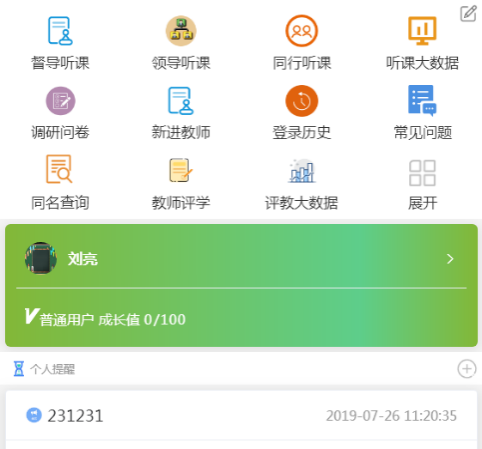 督导听课 领导听课 同行听课 听课大数据
调研问卷 新进教师 登录历史 常见问题
同名查询 教师评学 评教大数据 展开
刘亮
V普通用户 成长值 0/100
个人提醒
231231 2019-07-26 11:20:35